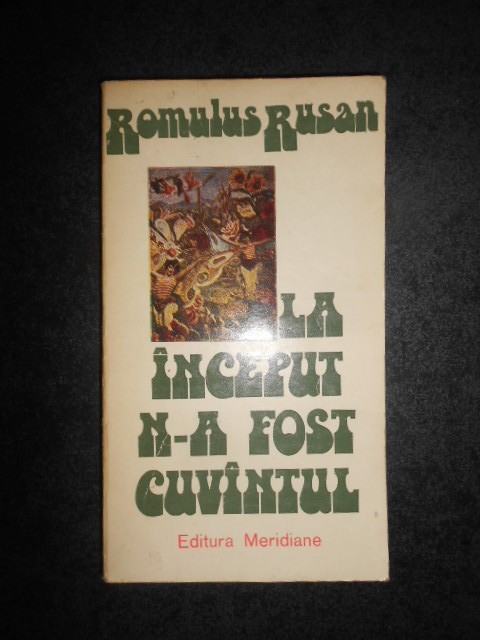 Romulus Rusan
LA
ÎNCEPUT
N-A FOST
CUVÎNTUL
Editura Meridiane